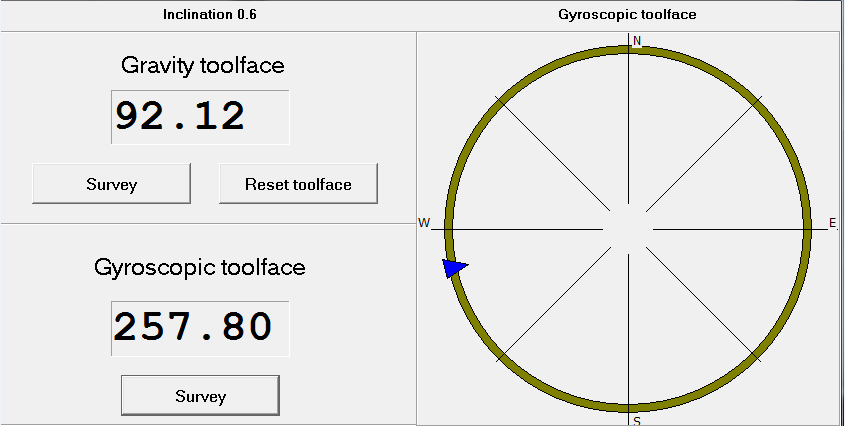 Inclination 0.6
Gyroscopic toolface
Gravity toolface
92.12
Survey
Reset toolface
Gyroscopic toolface
257.80
Survey
N
W
E
S